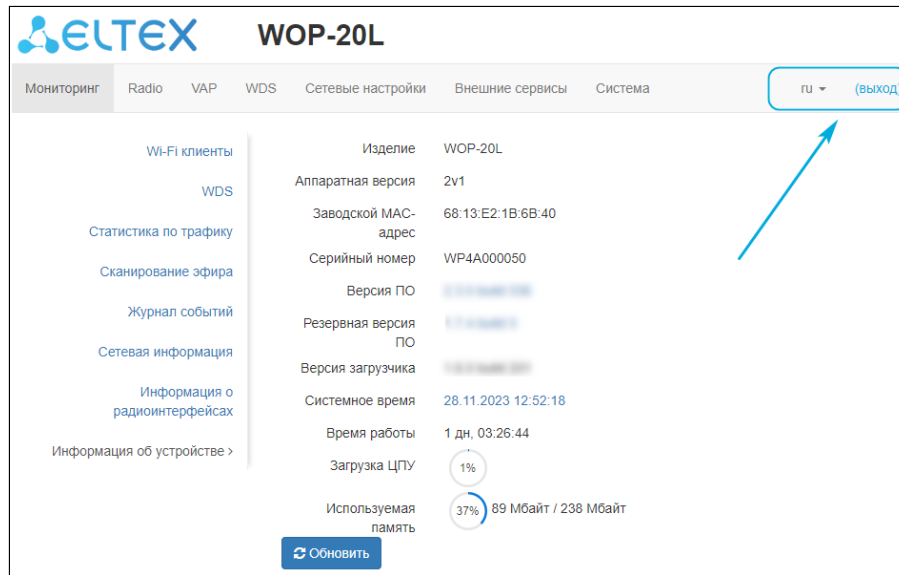 ELTEX WOP-20L
Мониторинг Radio VAP WDS Сетевые настройки Внешние сервисы Система ru (выход)
Wi-Fi клиенты
WDS
Статистика по трафику
Сканирование эфира
Журнал событий
Сетевая информация
Информация о
радиоинтерфейсах
Информация об устройстве >
Изделие WOP-20L
Аппаратная версия 2v1
Заводской MAC-
адрес 68:13:E2:1B:6B:40
Серийный номер WP4A000050
Версия ПО
Резервная версия
ПО
Версия загрузчика
Системное время 28.11.2023 12:52:18
Время работы 1 дн, 03:26:44
Загрузка ЦПУ 1%
Используемая
память 37% 89 Мбайт / 238 Мбайт
Обновить